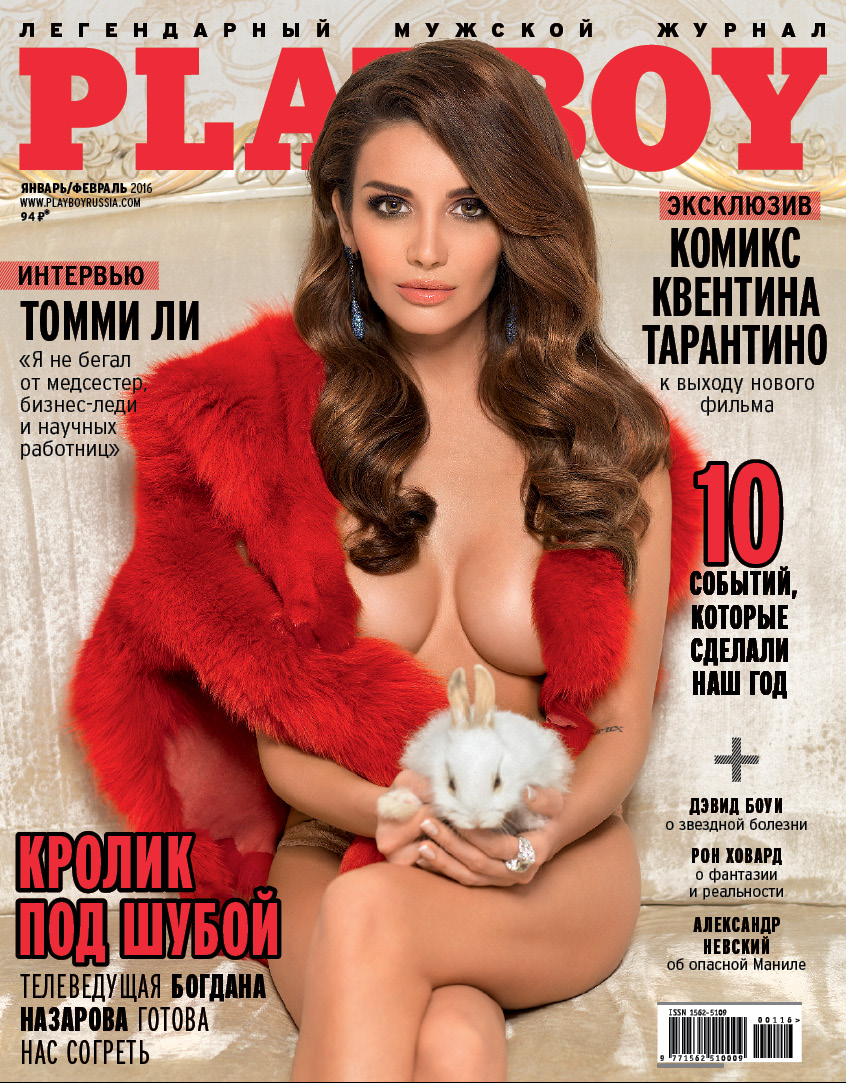 ЛЕГЕНДАРНЫЙ МУЖСКОЙ ЖУРНАЛ
PLAYBOY
ЯНВАРЬ/ФЕВРАЛЬ 2016
WWW.PLAYBOYRUSSIA.COM
94 ₽*
ИНТЕРВЬЮ
ТОММИ ЛИ
«Я не бегал
от медсестер,
бизнес-леди
и научных
работниц»
ЭКСКЛЮЗИВ
КОМИКС
КВЕНТИНА
ТАРАНТИНО
к выходу нового
фильма
10
СОБЫТИЙ,
КОТОРЫЕ
СДЕЛАЛИ
НАШ ГОД
+
ДЭВИД БОУИ
о звездной болезни
РОН ХОВАРД
о фантазии
и реальности
АЛЕКСАНДР
НЕВСКИЙ
об опасной Маниле
КРОЛИК
ПОД ШУБОЙ
ТЕЛЕВЕДУЩАЯ БОГДАНА
НАЗАРОВА ГОТОВА
НАС СОГРЕТЬ
ISSN 1562-5109
00116>
9 771562 510009